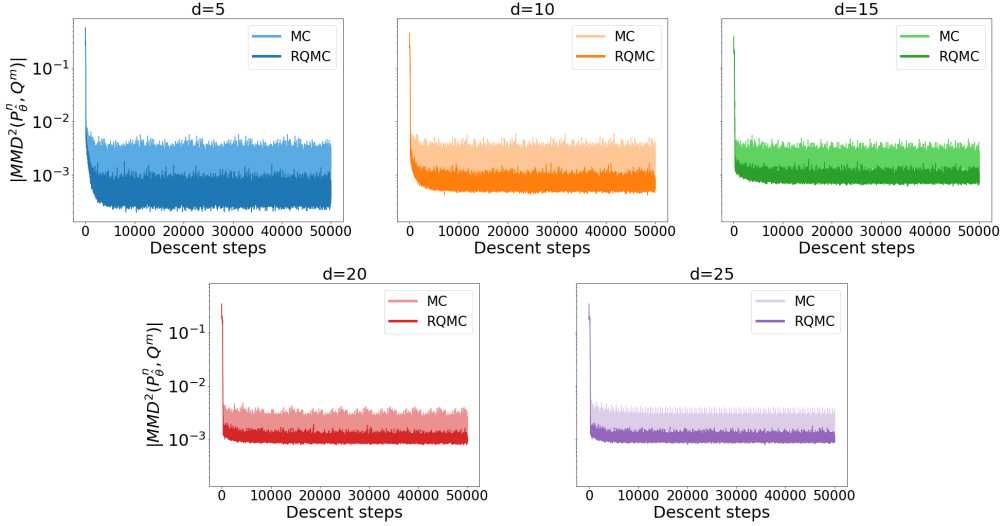 d=5
d=10
d=15
|MMD²(P^n_θ̂, Q^m)|
10⁻¹
10⁻²
10⁻³
MC
RQMC
MC
RQMC
MC
RQMC
0 10000 20000 30000 40000 50000
0 10000 20000 30000 40000 50000
0 10000 20000 30000 40000 50000
Descent steps
Descent steps
Descent steps
d=20
d=25
|MMD²(P^n_θ̂, Q^m)|
10⁻¹
10⁻²
10⁻³
MC
RQMC
MC
RQMC
0 10000 20000 30000 40000 50000
0 10000 20000 30000 40000 50000
Descent steps
Descent steps